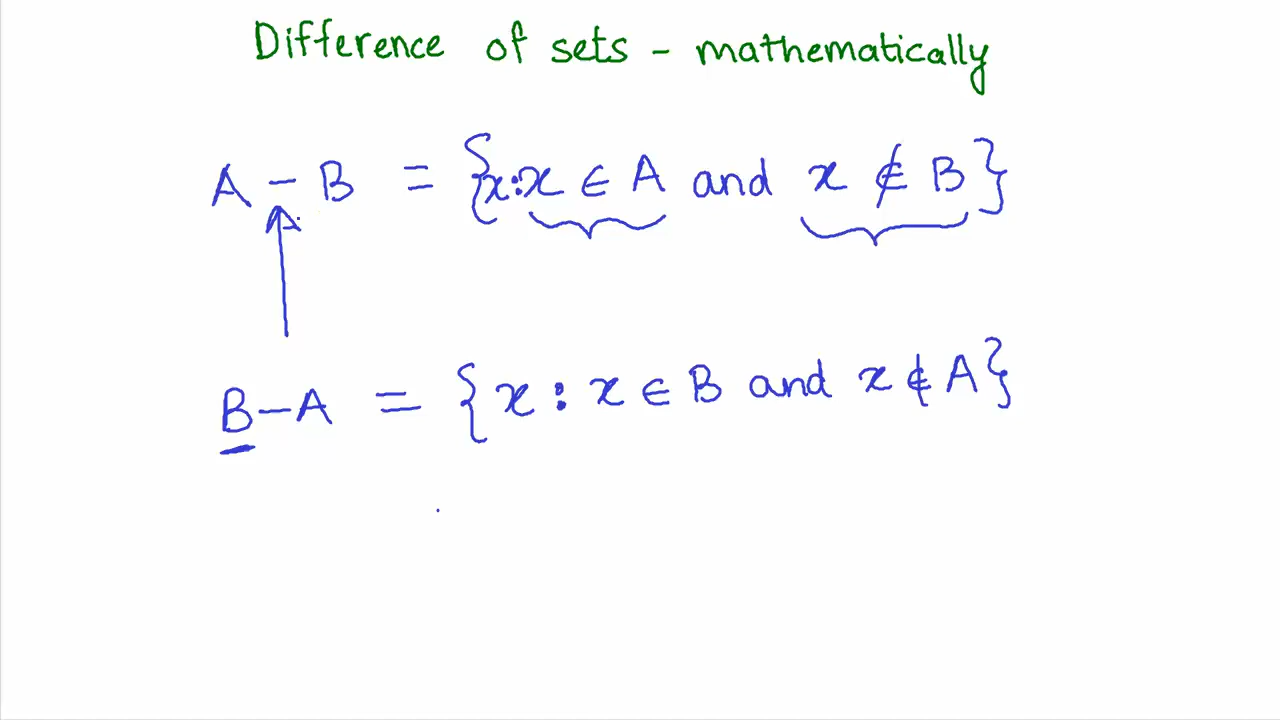 Difference of sets - mathematically
A - B = {x:x ∈ A and x ∉ B}
B-A = {x : x ∈ B and x ∉ A}